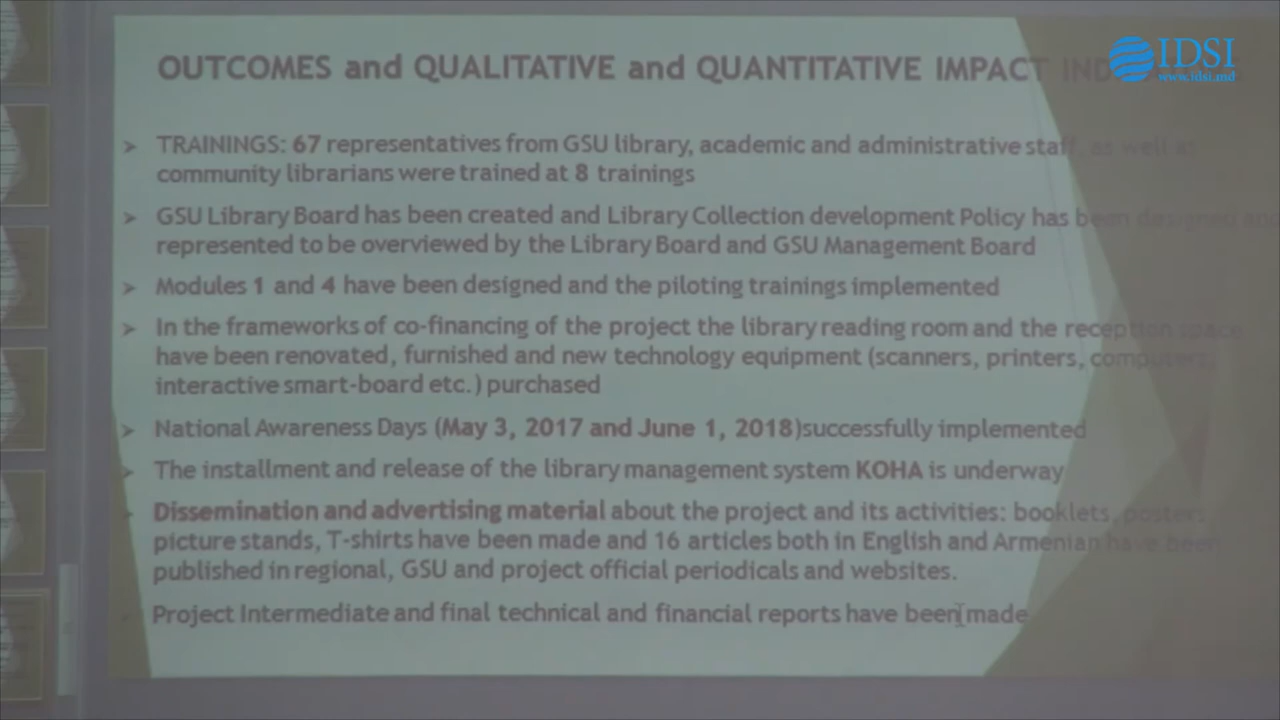 OUTCOMES and QUALITATIVE and QUANTITATIVE IMPACT
IDSI
www.idsi.md
➤ TRAININGS: 67 representatives from GSU library, academic and administrative staff, as well as
community librarians were trained at 8 trainings
➤ GSU Library Board has been created and Library Collection development Policy has been designed and
represented to be overviewed by the Library Board and GSU Management Board
➤ Modules 1 and 4 have been designed and the piloting trainings implemented
➤ In the frameworks of co-financing of the project the library reading room and the reception space
have been renovated, furnished and new technology equipment (scanners, printers, computers,
interactive smart-board etc.) purchased
➤ National Awareness Days (May 3, 2017 and June 1, 2018)successfully implemented
➤ The installment and release of the library management system KOHA is underway
Dissemination and advertising material about the project and its activities: booklets, posters,
picture stands, T-shirts have been made and 16 articles both in English and Armenian have been
published in regional, GSU and project official periodicals and websites.
Project Intermediate and final technical and financial reports have been made